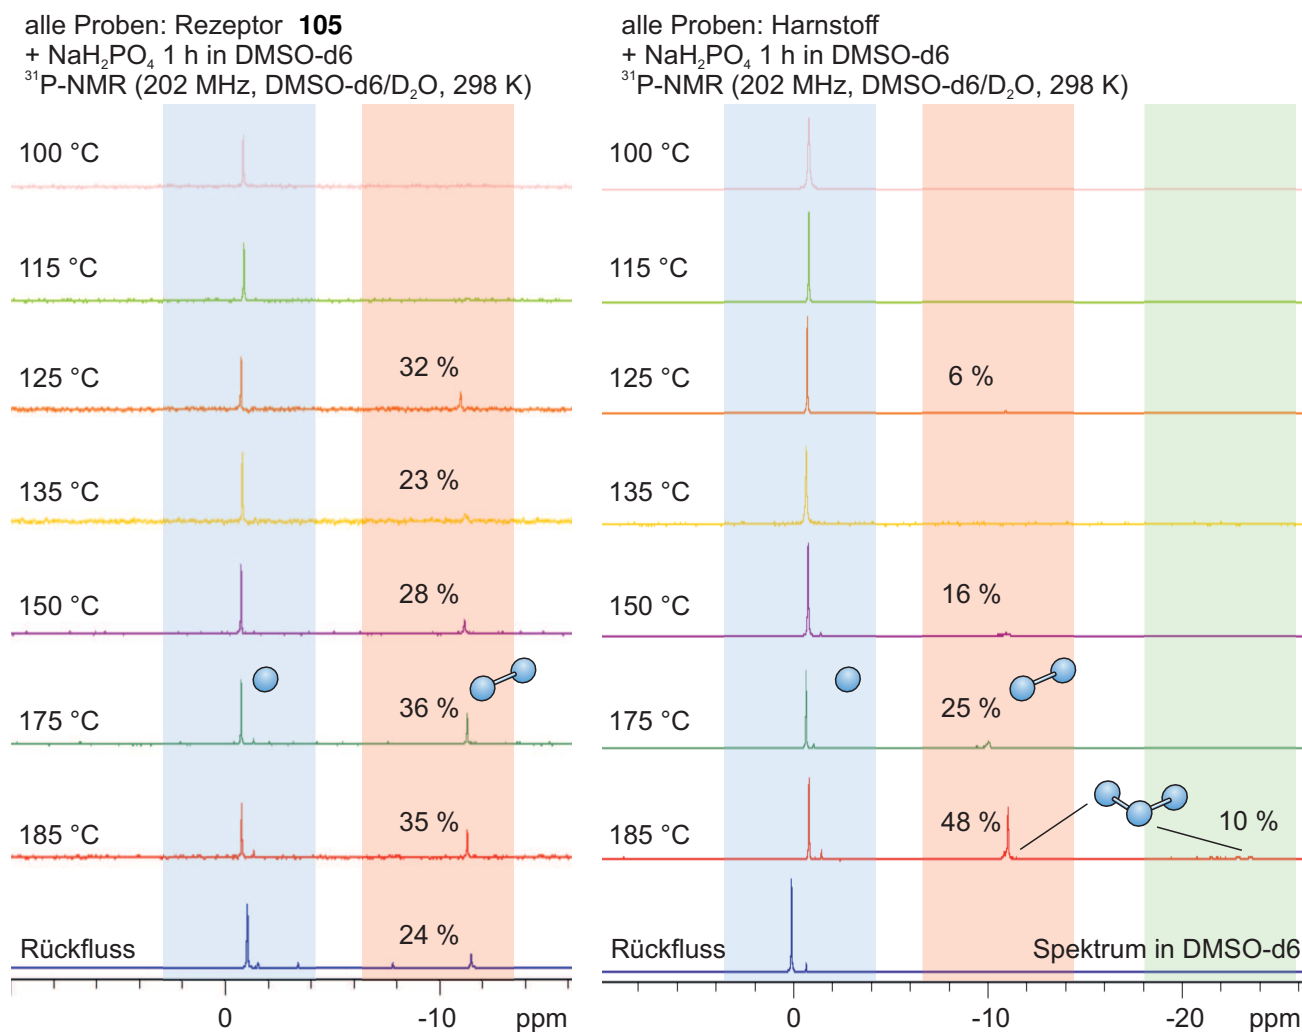 alle Proben: Rezeptor 105
+ NaH₂PO₄ 1 h in DMSO-d6
³¹P-NMR (202 MHz, DMSO-d6/D₂O, 298 K)
100 °C
115 °C
125 °C
32 %
135 °C
23 %
150 °C
28 %
175 °C
36 %
185 °C
35 %
Rückfluss
24 %
0
-10
ppm
alle Proben: Harnstoff
+ NaH₂PO₄ 1 h in DMSO-d6
³¹P-NMR (202 MHz, DMSO-d6/D₂O, 298 K)
100 °C
115 °C
125 °C
6 %
135 °C
150 °C
16 %
175 °C
25 %
185 °C
48 %
10 %
Rückfluss
Spektrum in DMSO-d6
0
-10
-20
ppm